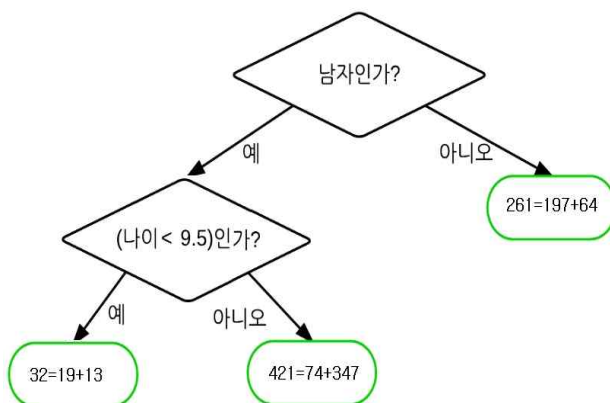 남자인가?
예
아니오
261=197+64
(나이< 9.5)인가?
예
아니오
32=19+13
421=74+347